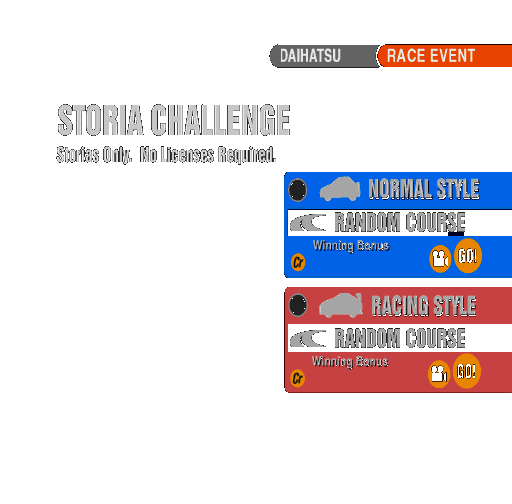 DAIHATSU RACE EVENT
STORIA CHALLENGE
Storias Only. No Licenses Required.
NORMAL STYLE
RANDOM COURSE
Winning Bonus
Cr GO!
RACING STYLE
RANDOM COURSE
Winning Bonus
Cr GO!